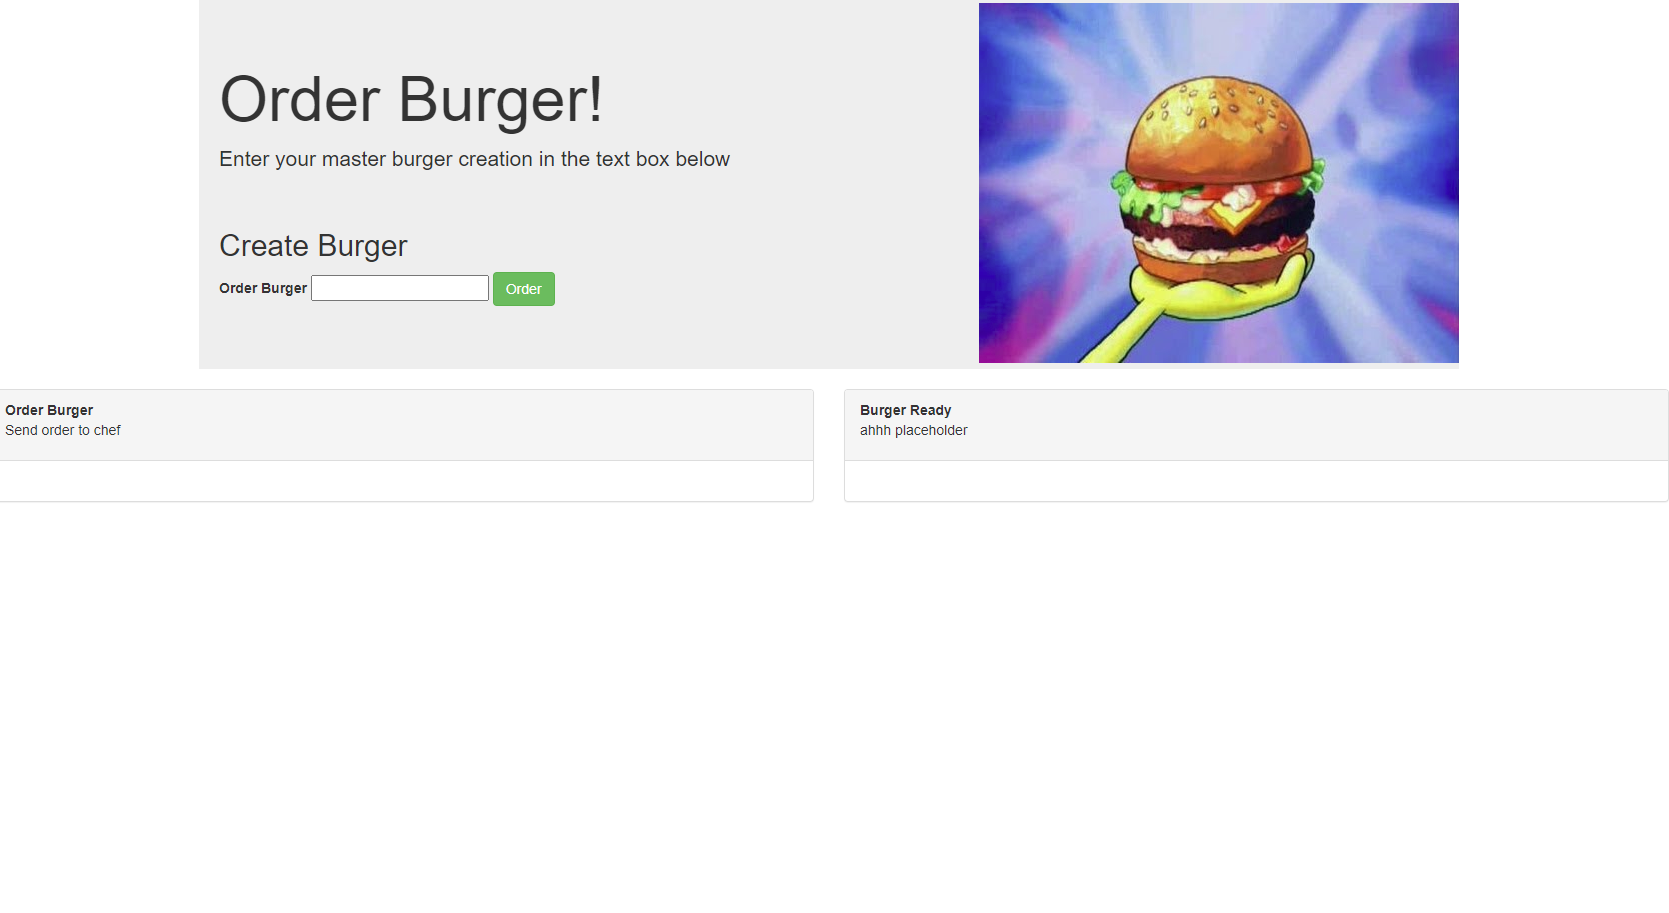 Order Burger!
Enter your master burger creation in the text box below
Create Burger
Order Burger Order
Order Burger
Send order to chef
Burger Ready
ahhh placeholder